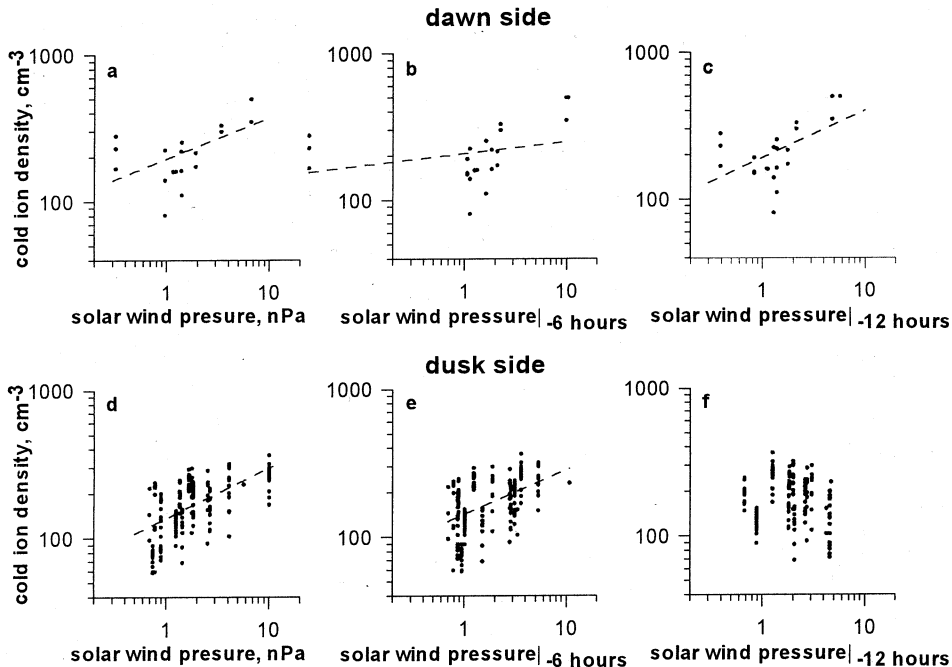 dawn side
cold ion density, cm-3
1000
100
a
1
10
solar wind presure, nPa
1000
100
b
1
10
solar wind pressure| -6 hours
1000
100
c
1
10
solar wind pressure| -12 hours
dusk side
cold ion density, cm-3
1000
100
d
1
10
solar wind pressure, nPa
1000
100
e
1
10
solar wind pressure| -6 hours
1000
100
f
1
10
solar wind pressure| -12 hours